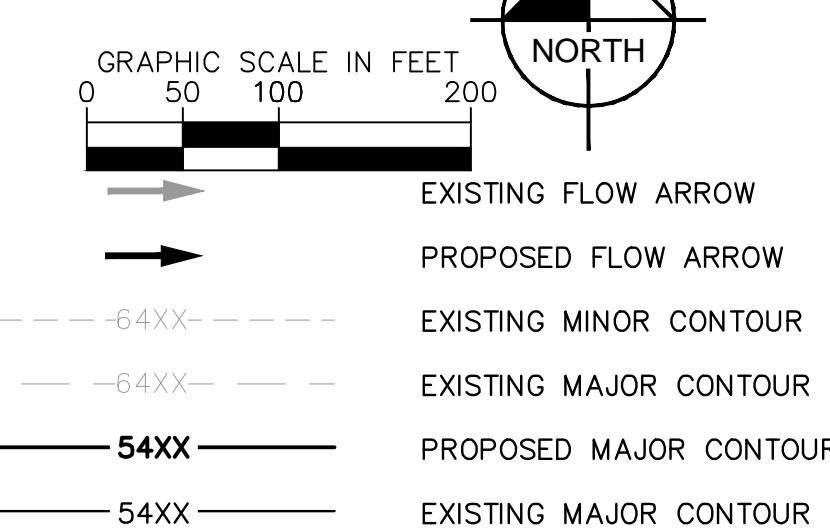 NORTH
GRAPHIC SCALE IN FEET
0 50 100 200
EXISTING FLOW ARROW
PROPOSED FLOW ARROW
64XX EXISTING MINOR CONTOUR
64XX EXISTING MAJOR CONTOUR
54XX PROPOSED MAJOR CONTOUR
54XX EXISTING MAJOR CONTOUR